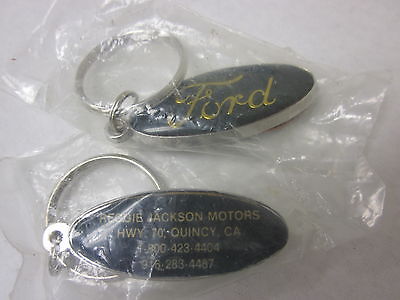 Ford
REGGIE JACKSON MOTORS
HWY. 70, QUINCY, CA
1-800-423-4404
916-283-4487